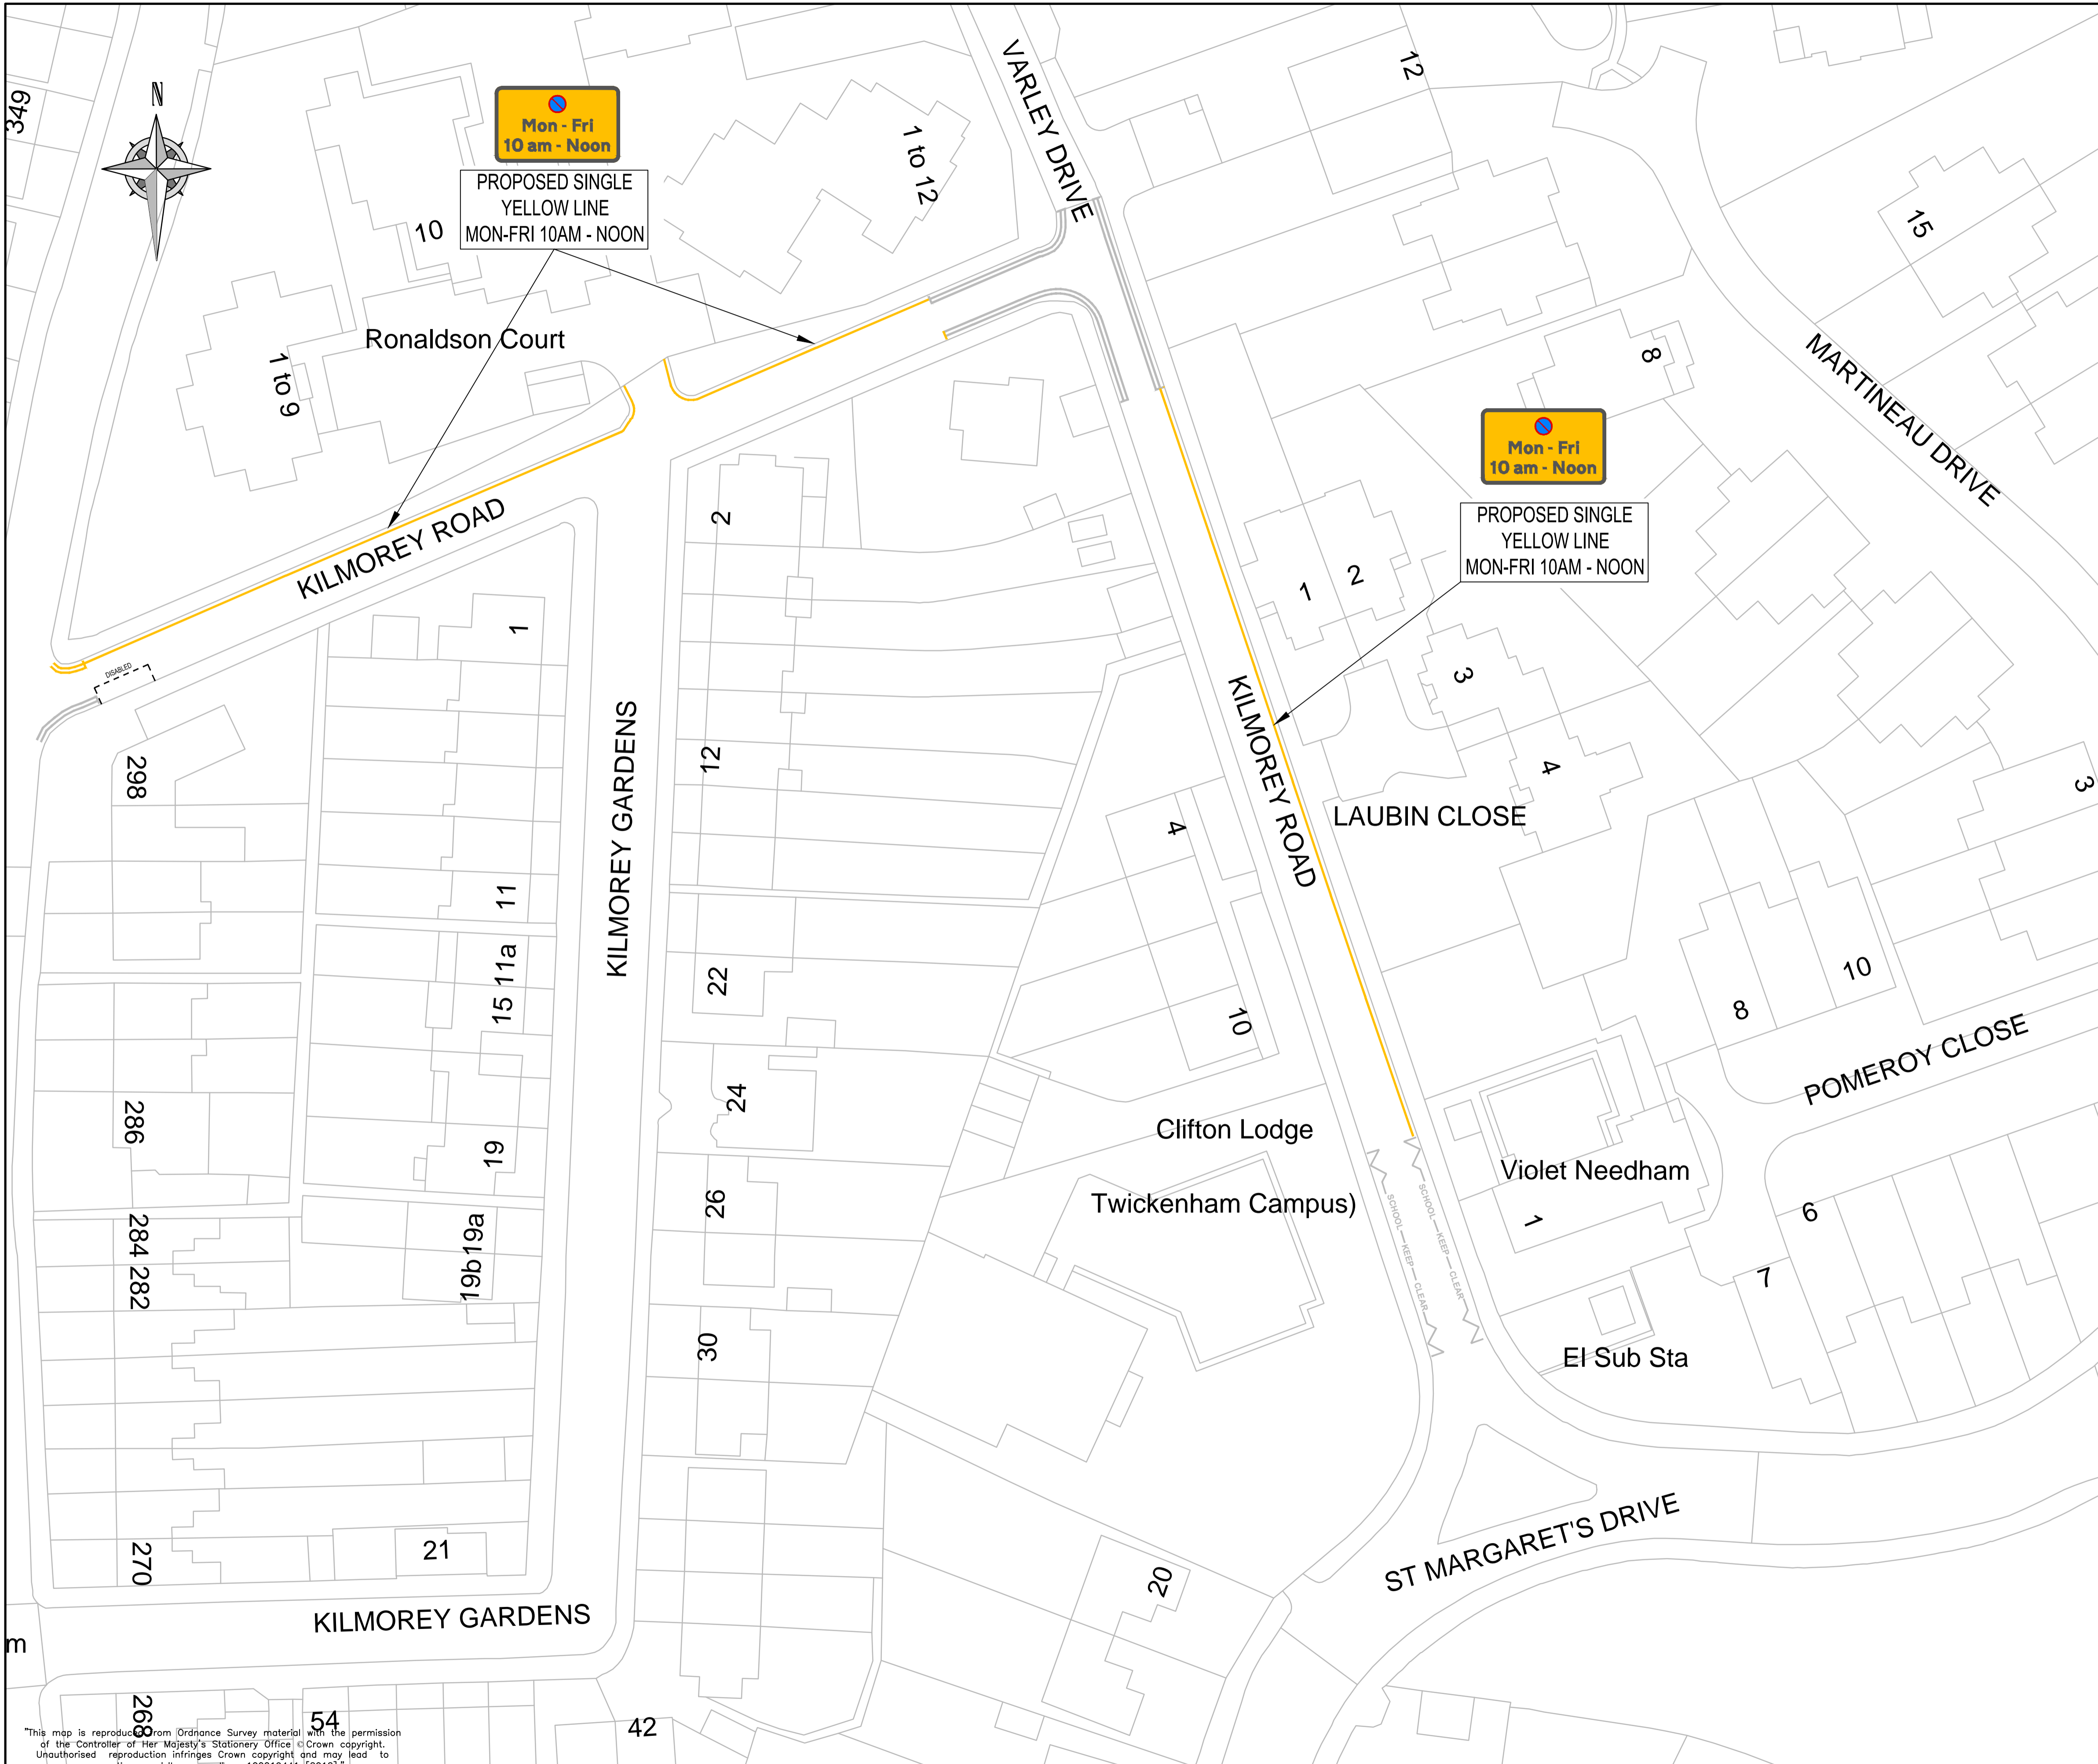 349
N
Mon - Fri
10 am - Noon
PROPOSED SINGLE
YELLOW LINE
MON-FRI 10AM - NOON
10
1 to 12
VARLEY DRIVE
12
15
Ronaldson Court
1 to 9
8
MARTINEAU DRIVE
Mon - Fri
10 am - Noon
PROPOSED SINGLE
YELLOW LINE
MON-FRI 10AM - NOON
KILMOREY ROAD
2
1
1
2
3
4
DISABLED
298
KILMOREY GARDENS
12
KILMOREY ROAD
LAUBIN CLOSE
3
4
11
11a
15
22
10
8
10
POMEROY CLOSE
286
19
24
Clifton Lodge
Twickenham Campus)
Violet Needham
1
SCHOOL KEEP CLEAR
SCHOOL KEEP CLEAR
284
282
19a
19b
26
6
7
30
El Sub Sta
270
21
20
ST MARGARET'S DRIVE
KILMOREY GARDENS
m
268
54
42
"This map is reproduced from Ordnance Survey material with the permission
of the Controller of Her Majesty's Stationery Office © Crown copyright.
Unauthorised reproduction infringes Crown copyright and may lead to